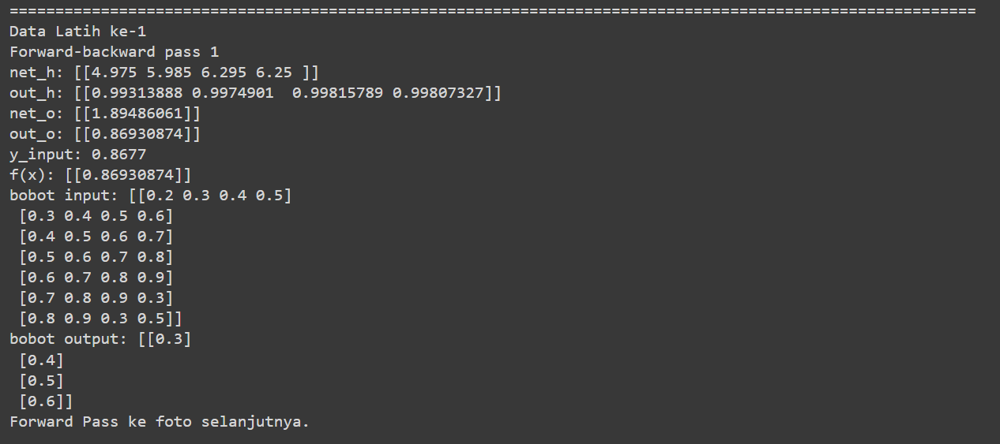 ==========================================================================================================
Data Latih ke-1
Forward-backward pass 1
net_h: [[4.975 5.985 6.295 6.25 ]]
out_h: [[0.99313888 0.9974901  0.99815789 0.99807327]]
net_o: [[1.89486061]]
out_o: [[0.86930874]]
y_input: 0.8677
f(x): [[0.86930874]]
bobot input: [[0.2 0.3 0.4 0.5]
 [0.3 0.4 0.5 0.6]
 [0.4 0.5 0.6 0.7]
 [0.5 0.6 0.7 0.8]
 [0.6 0.7 0.8 0.9]
 [0.7 0.8 0.9 0.3]
 [0.8 0.9 0.3 0.5]]
bobot output: [[0.3]
 [0.4]
 [0.5]
 [0.6]]
Forward Pass ke foto selanjutnya.